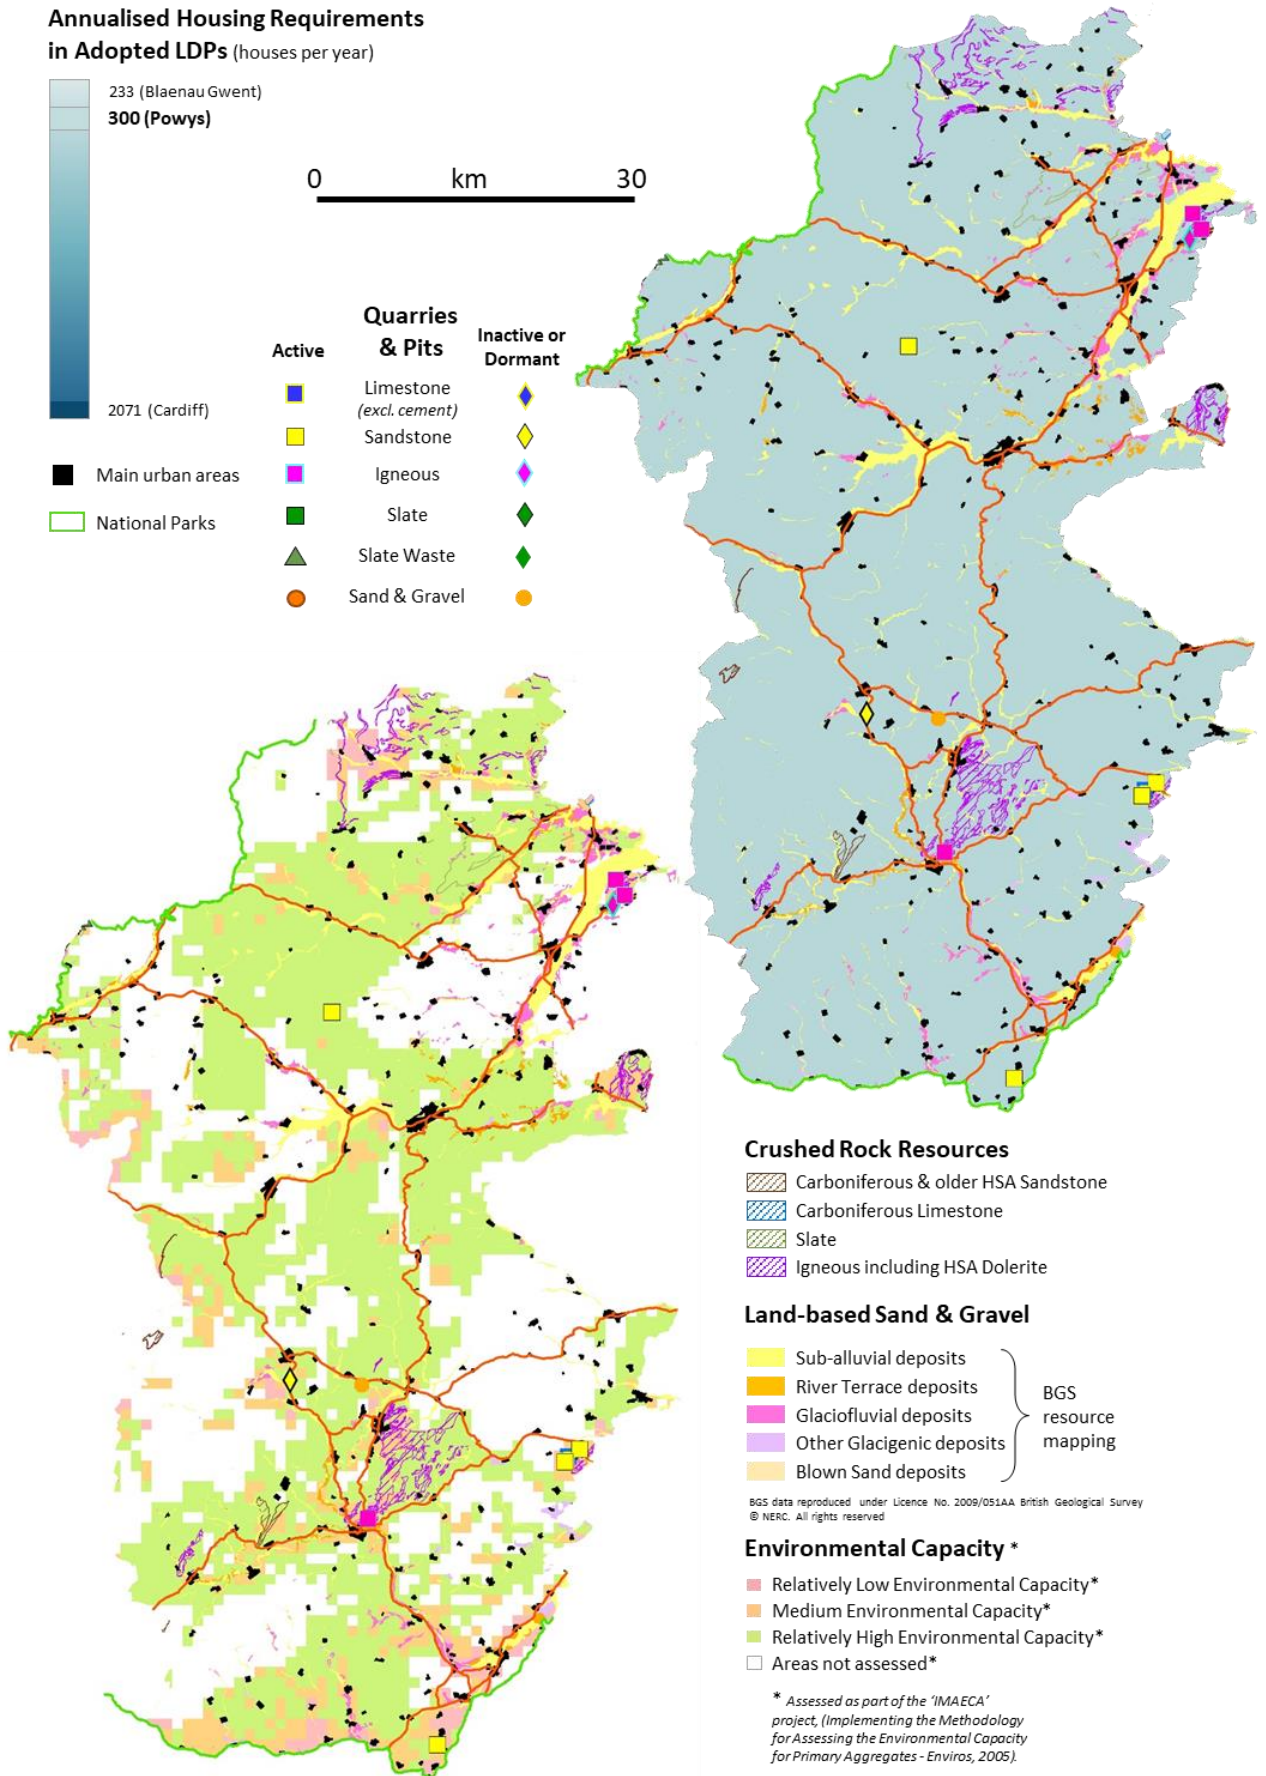 Annualised Housing Requirements
in Adopted LDPs (houses per year)
233 (Blaenau Gwent)
300 (Powys)
2071 (Cardiff)
0 km 30
Main urban areas
National Parks
Active
Quarries
& Pits
Inactive or
Dormant
Limestone
(excl. cement)
Sandstone
Igneous
Slate
Slate Waste
Sand & Gravel
Crushed Rock Resources
Carboniferous & older HSA Sandstone
Carboniferous Limestone
Slate
Igneous including HSA Dolerite
Land-based Sand & Gravel
Sub-alluvial deposits
River Terrace deposits
Glaciofluvial deposits
Other Glacigenic deposits
Blown Sand deposits
BGS
resource
mapping
BGS data reproduced under Licence No. 2009/051AA British Geological Survey
© NERC. All rights reserved
Environmental Capacity *
Relatively Low Environmental Capacity*
Medium Environmental Capacity*
Relatively High Environmental Capacity*
Areas not assessed*
* Assessed as part of the ‘IMAECA’
project, (Implementing the Methodology
for Assessing the Environmental Capacity
for Primary Aggregates - Enviros, 2005).